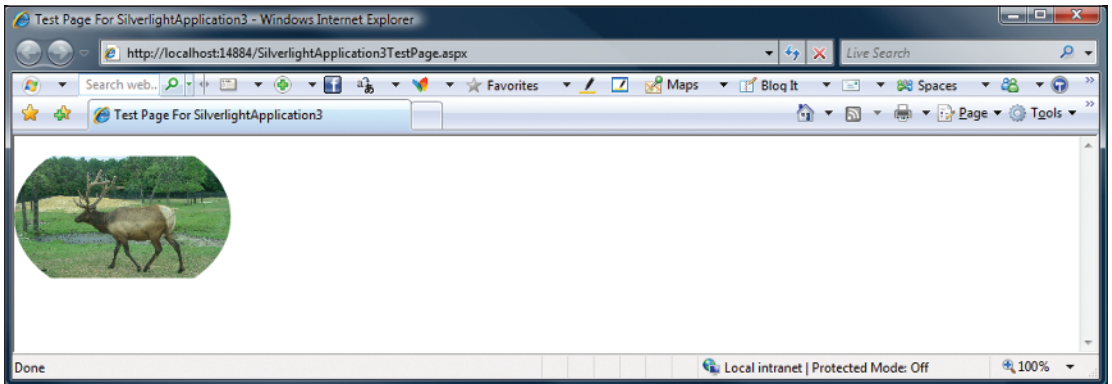 Test Page For SilverlightApplication3 - Windows Internet Explorer
http://localhost:14884/SilverlightApplication3TestPage.aspx Live Search
Search web.. Favorites Maps Blog It Spaces
Test Page For SilverlightApplication3 Page Tools
Done Local intranet | Protected Mode: Off 100%